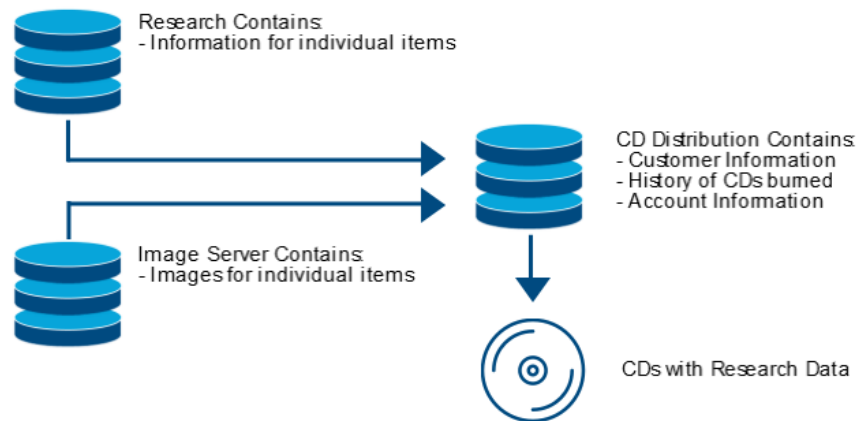 Research Contains:
- Information for individual items
CD Distribution Contains:
- Customer Information
- History of CDs burned
- Account Information
Image Server Contains:
- Images for individual items
CDs with Research Data